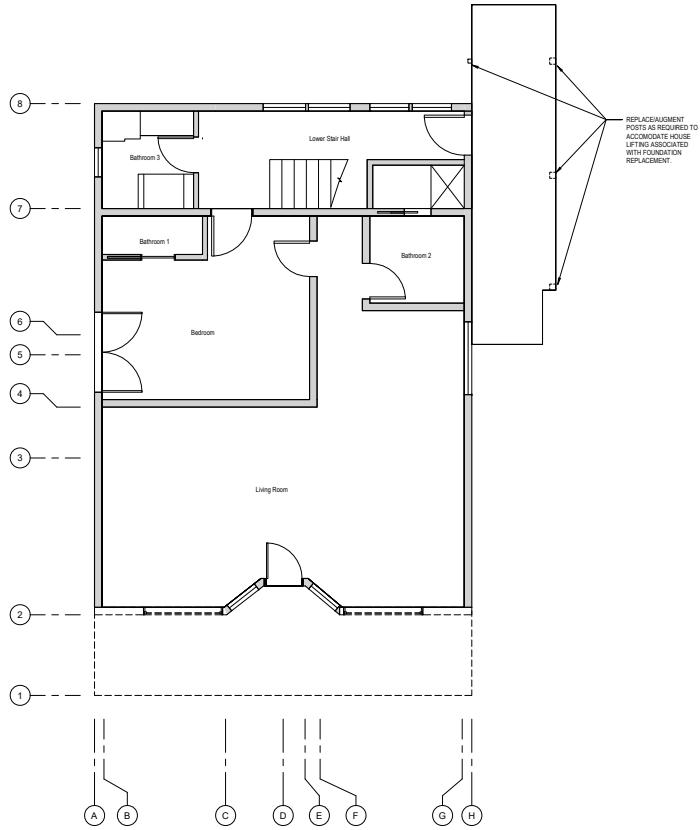 8
Lower Stair Hall
REPLACE/AUGMENT
POSTS AS REQUIRED TO
ACCOMODATE HOUSE
LIFTING ASSOCIATED
WITH FOUNDATION
REPLACEMENT.
Bathroom 3
7
Bathroom 1
Bathroom 2
6
Bedroom
5
4
3
Living Room
2
1
A B C D E F G H